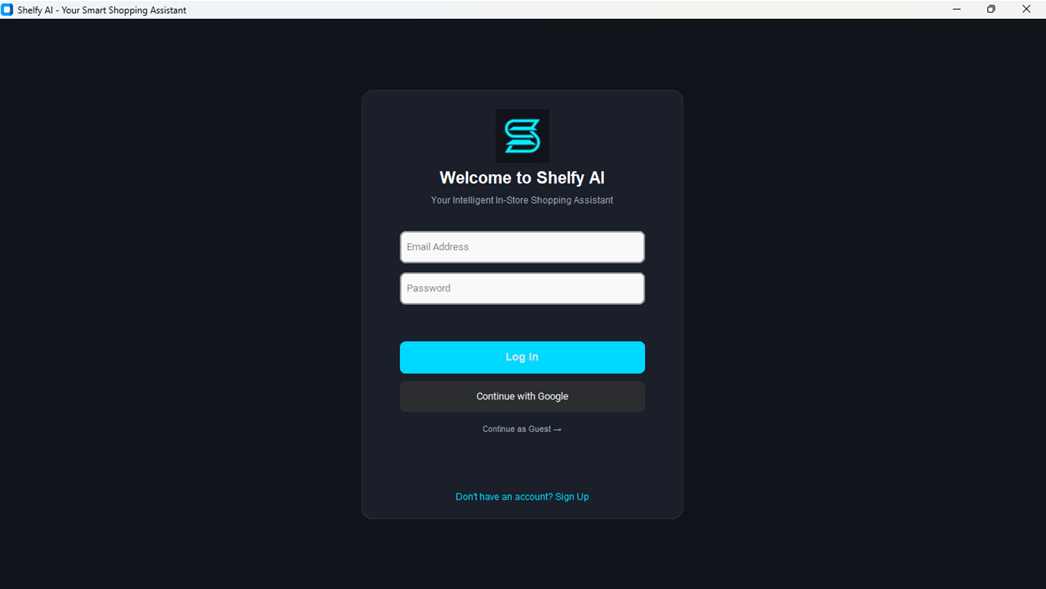 Shelfy AI - Your Smart Shopping Assistant
Welcome to Shelfy AI
Your Intelligent In-Store Shopping Assistant
Email Address
Password
Log In
Continue with Google
Continue as Guest →
Don't have an account? Sign Up